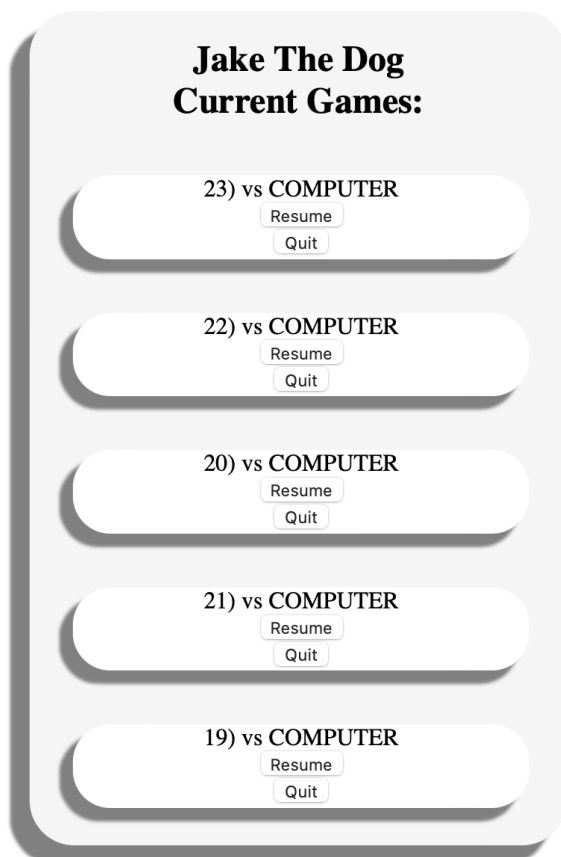 Jake The Dog
Current Games:
23) vs COMPUTER
Resume
Quit
22) vs COMPUTER
Resume
Quit
20) vs COMPUTER
Resume
Quit
21) vs COMPUTER
Resume
Quit
19) vs COMPUTER
Resume
Quit